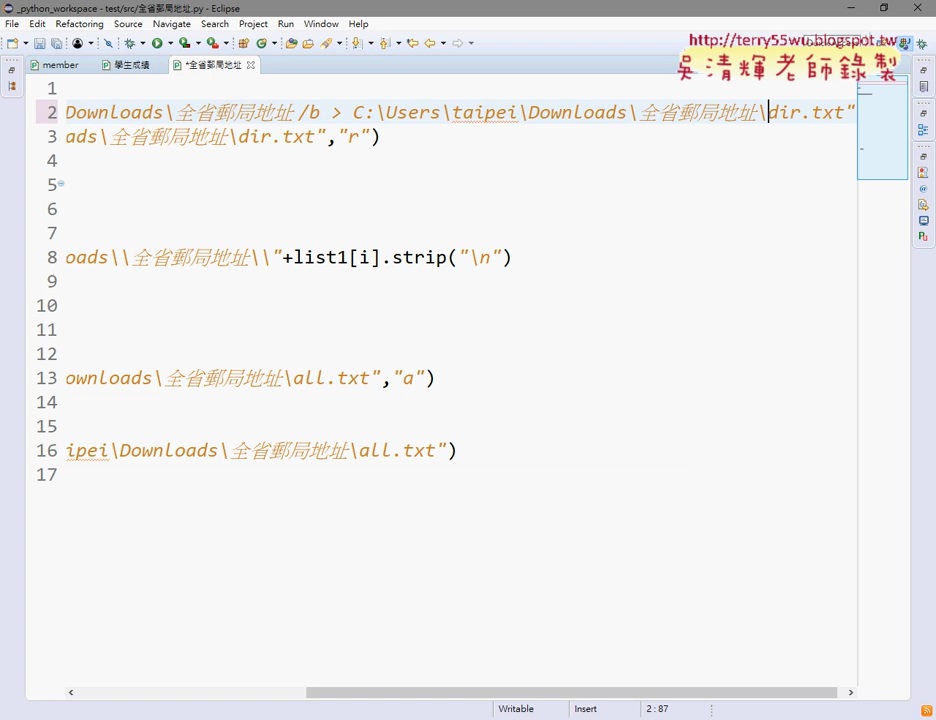 _python_workspace - test/src/全省郵局地址.py - Eclipse
File Edit Refactoring Source Navigate Search Project Run Window Help
http://terry55wu.blogspot.tw
吳清輝老師錄製
member 學生成績 *全省郵局地址
1
2 Downloads\全省郵局地址 /b > C:\Users\taipei\Downloads\全省郵局地址\dir.txt"
3 ads\全省郵局地址\dir.txt","r")
4
5
6
7
8 oads\\全省郵局地址\\"+list1[i].strip("\n")
9
10
11
12
13 ownloads\全省郵局地址\all.txt","a")
14
15
16 ipei\Downloads\全省郵局地址\all.txt")
17
Writable Insert 2 : 87